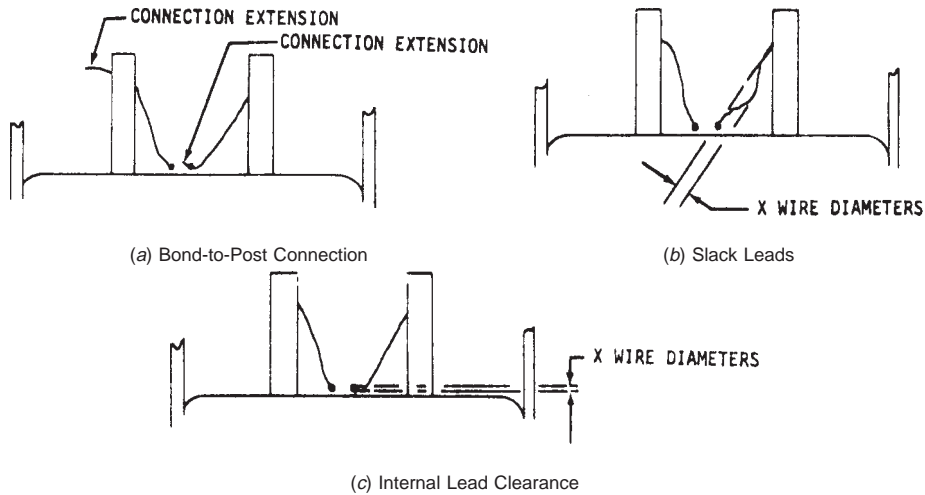 CONNECTION EXTENSION
CONNECTION EXTENSION
X WIRE DIAMETERS
(a) Bond-to-Post Connection
(b) Slack Leads
X WIRE DIAMETERS
(c) Internal Lead Clearance